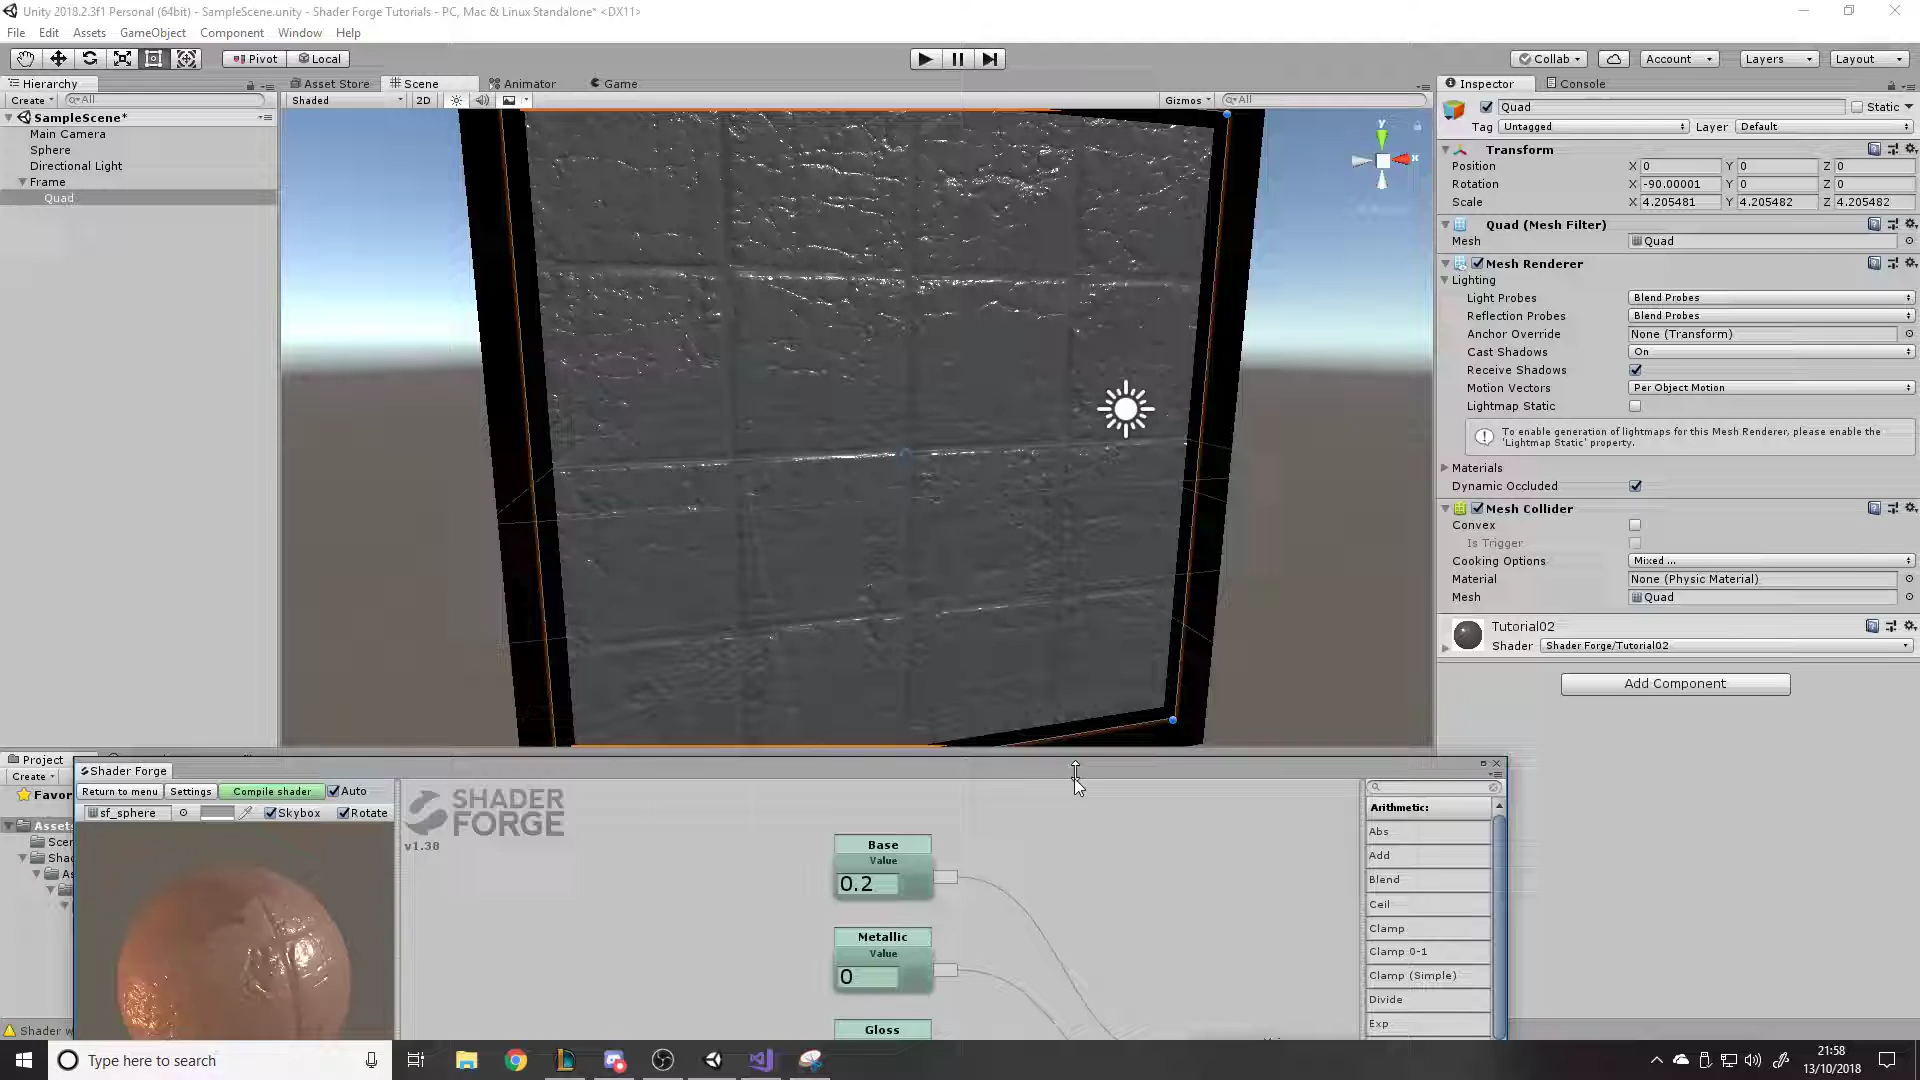 Unity 2018.2.3f1 Personal (64bit) - SampleScene.unity - Shader Forge Tutorials - PC, Mac & Linux Standalone* <DX11>
File Edit Assets GameObject Component Window Help
Pivot Local Collab Account Layers Layout
Hierarchy Asset Store Scene Animator Game Inspector Console
Create All Shaded 2D Gizmos All
SampleScene*
Main Camera
Sphere
Directional Light
Frame
Quad
y
x
Quad Static
Tag Untagged Layer Default
Transform
Position X 0 Y 0 Z 0
Rotation X -90.00001 Y 0 Z 0
Scale X 4.205481 Y 4.205482 Z 4.205482
Quad (Mesh Filter)
Mesh Quad
Mesh Renderer
Lighting
Light Probes Blend Probes
Reflection Probes Blend Probes
Anchor Override None (Transform)
Cast Shadows On
Receive Shadows
Motion Vectors Per Object Motion
Lightmap Static
To enable generation of lightmaps for this Mesh Renderer, please enable the
'Lightmap Static' property.
Materials
Dynamic Occluded
Mesh Collider
Convex
Is Trigger
Cooking Options Mixed ...
Material None (Physic Material)
Mesh Quad
Tutorial02
Shader Shader Forge/Tutorial02
Add Component
Project
Create
Favor
Assets
Scen
Sha
As
Shader w
Shader Forge
Return to menu Settings Compile shader Auto
sf_sphere Skybox Rotate
SHADER
FORGE
v1.38
Base
Value
0.2
Metallic
Value
0
Gloss
Arithmetic:
Abs
Add
Blend
Ceil
Clamp
Clamp 0-1
Clamp (Simple)
Divide
Exp
Type here to search
21:58
13/10/2018